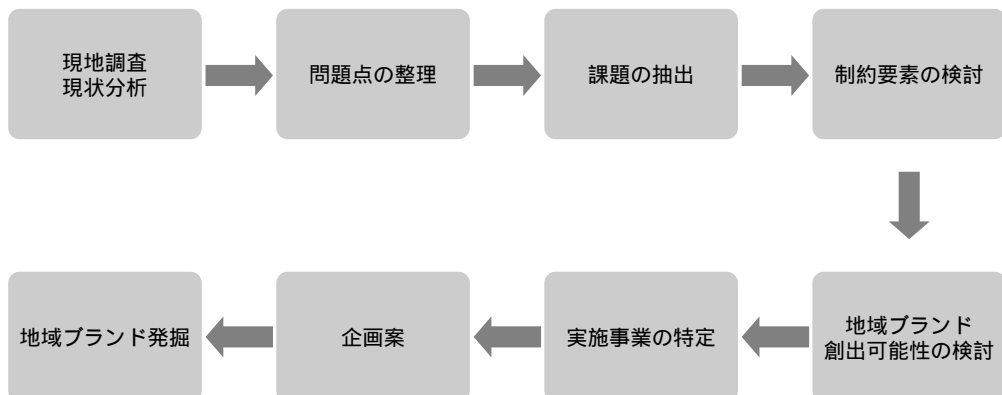 現地調査
現状分析
問題点の整理
課題の抽出
制約要素の検討
地域ブランド
創出可能性の検討
実施事業の特定
企画案
地域ブランド発掘